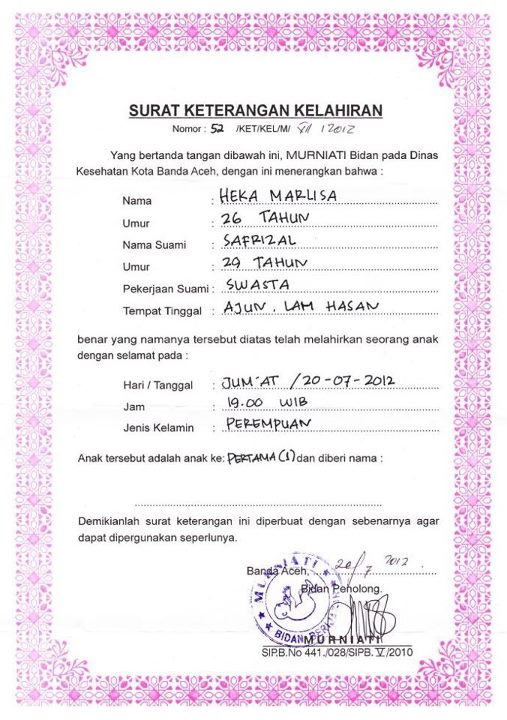 SURAT KETERANGAN KELAHIRAN
Nomor : 52 /KET/KEL/M/ VII / 2012
Yang bertanda tangan dibawah ini, MURNIATI Bidan pada Dinas
Kesehatan Kota Banda Aceh, dengan ini menerangkan bahwa :
Nama : HEKA MARLISA
Umur : 26 TAHUN
Nama Suami : SAFRIZAL
Umur : 29 TAHUN
Pekerjaan Suami : SWASTA
Tempat Tinggal : AJUN, LAM HASAN
benar yang namanya tersebut diatas telah melahirkan seorang anak
dengan selamat pada :
Hari / Tanggal : JUM'AT / 20-07-2012
Jam : 19.00 WIB
Jenis Kelamin : PEREMPUAN
Anak tersebut adalah anak ke: PERTAMA (1) dan diberi nama :
Demikianlah surat keterangan ini diperbuat dengan sebenarnya agar
dapat dipergunakan seperlunya.
Banda Aceh, 20/7 2012
Bidan Penolong.
MURNIATI
BIDAN
MURNIATI
SIP.B.No 441./028/SIPB. V/2010